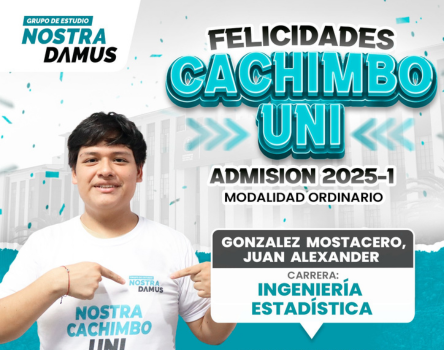 GRUPO DE ESTUDIO
NOSTRA
DAMUS
FELICIDADES
CACHIMBO
UNI
ADMISION 2025-1
MODALIDAD ORDINARIO
GONZALEZ MOSTACERO,
JUAN ALEXANDER
CARRERA:
INGENIERÍA
ESTADÍSTICA
NOSTRA
DAMUS
NOSTRA
CACHIMBO
UNI